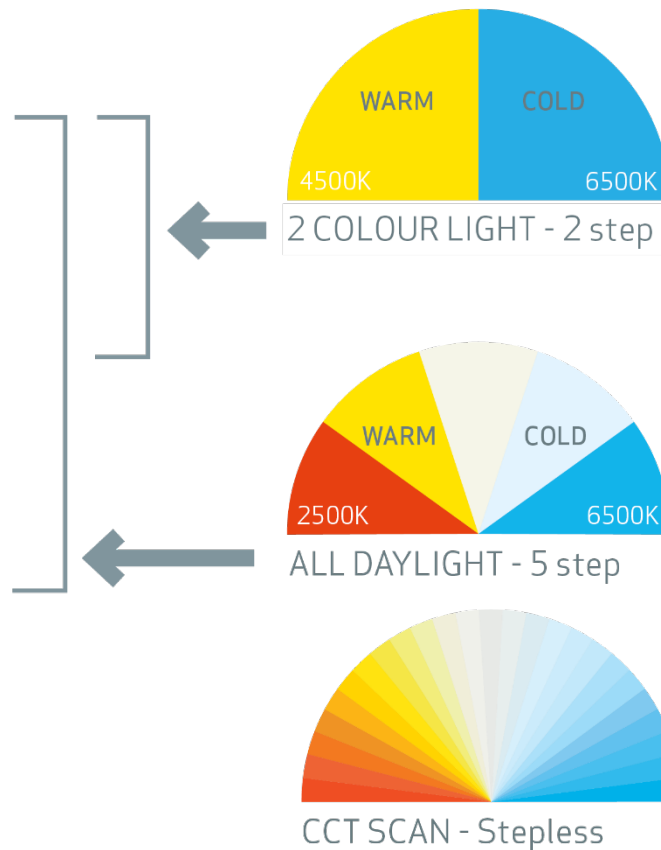 WARM COLD
4500K 6500K
2 COLOUR LIGHT - 2 step
WARM COLD
2500K 6500K
ALL DAYLIGHT - 5 step
CCT SCAN - Stepless